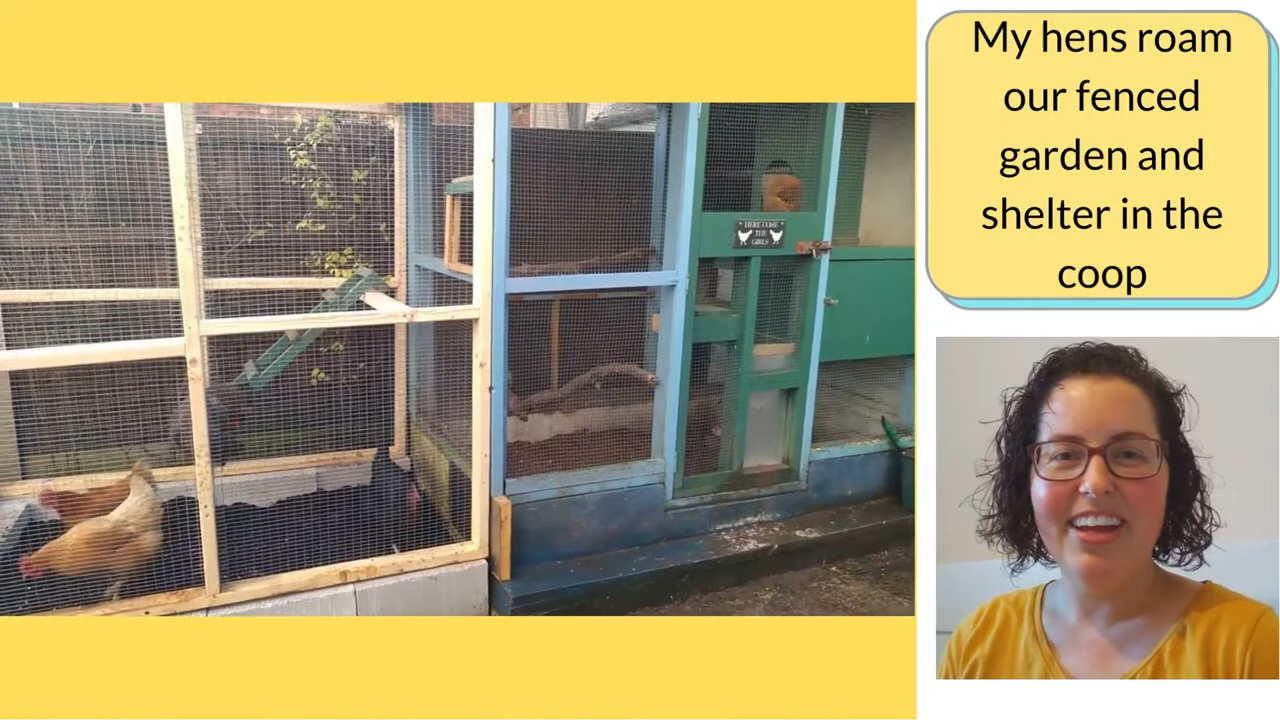 My hens roam
our fenced
garden and
shelter in the
coop
HERE COME
THE
GIRLS